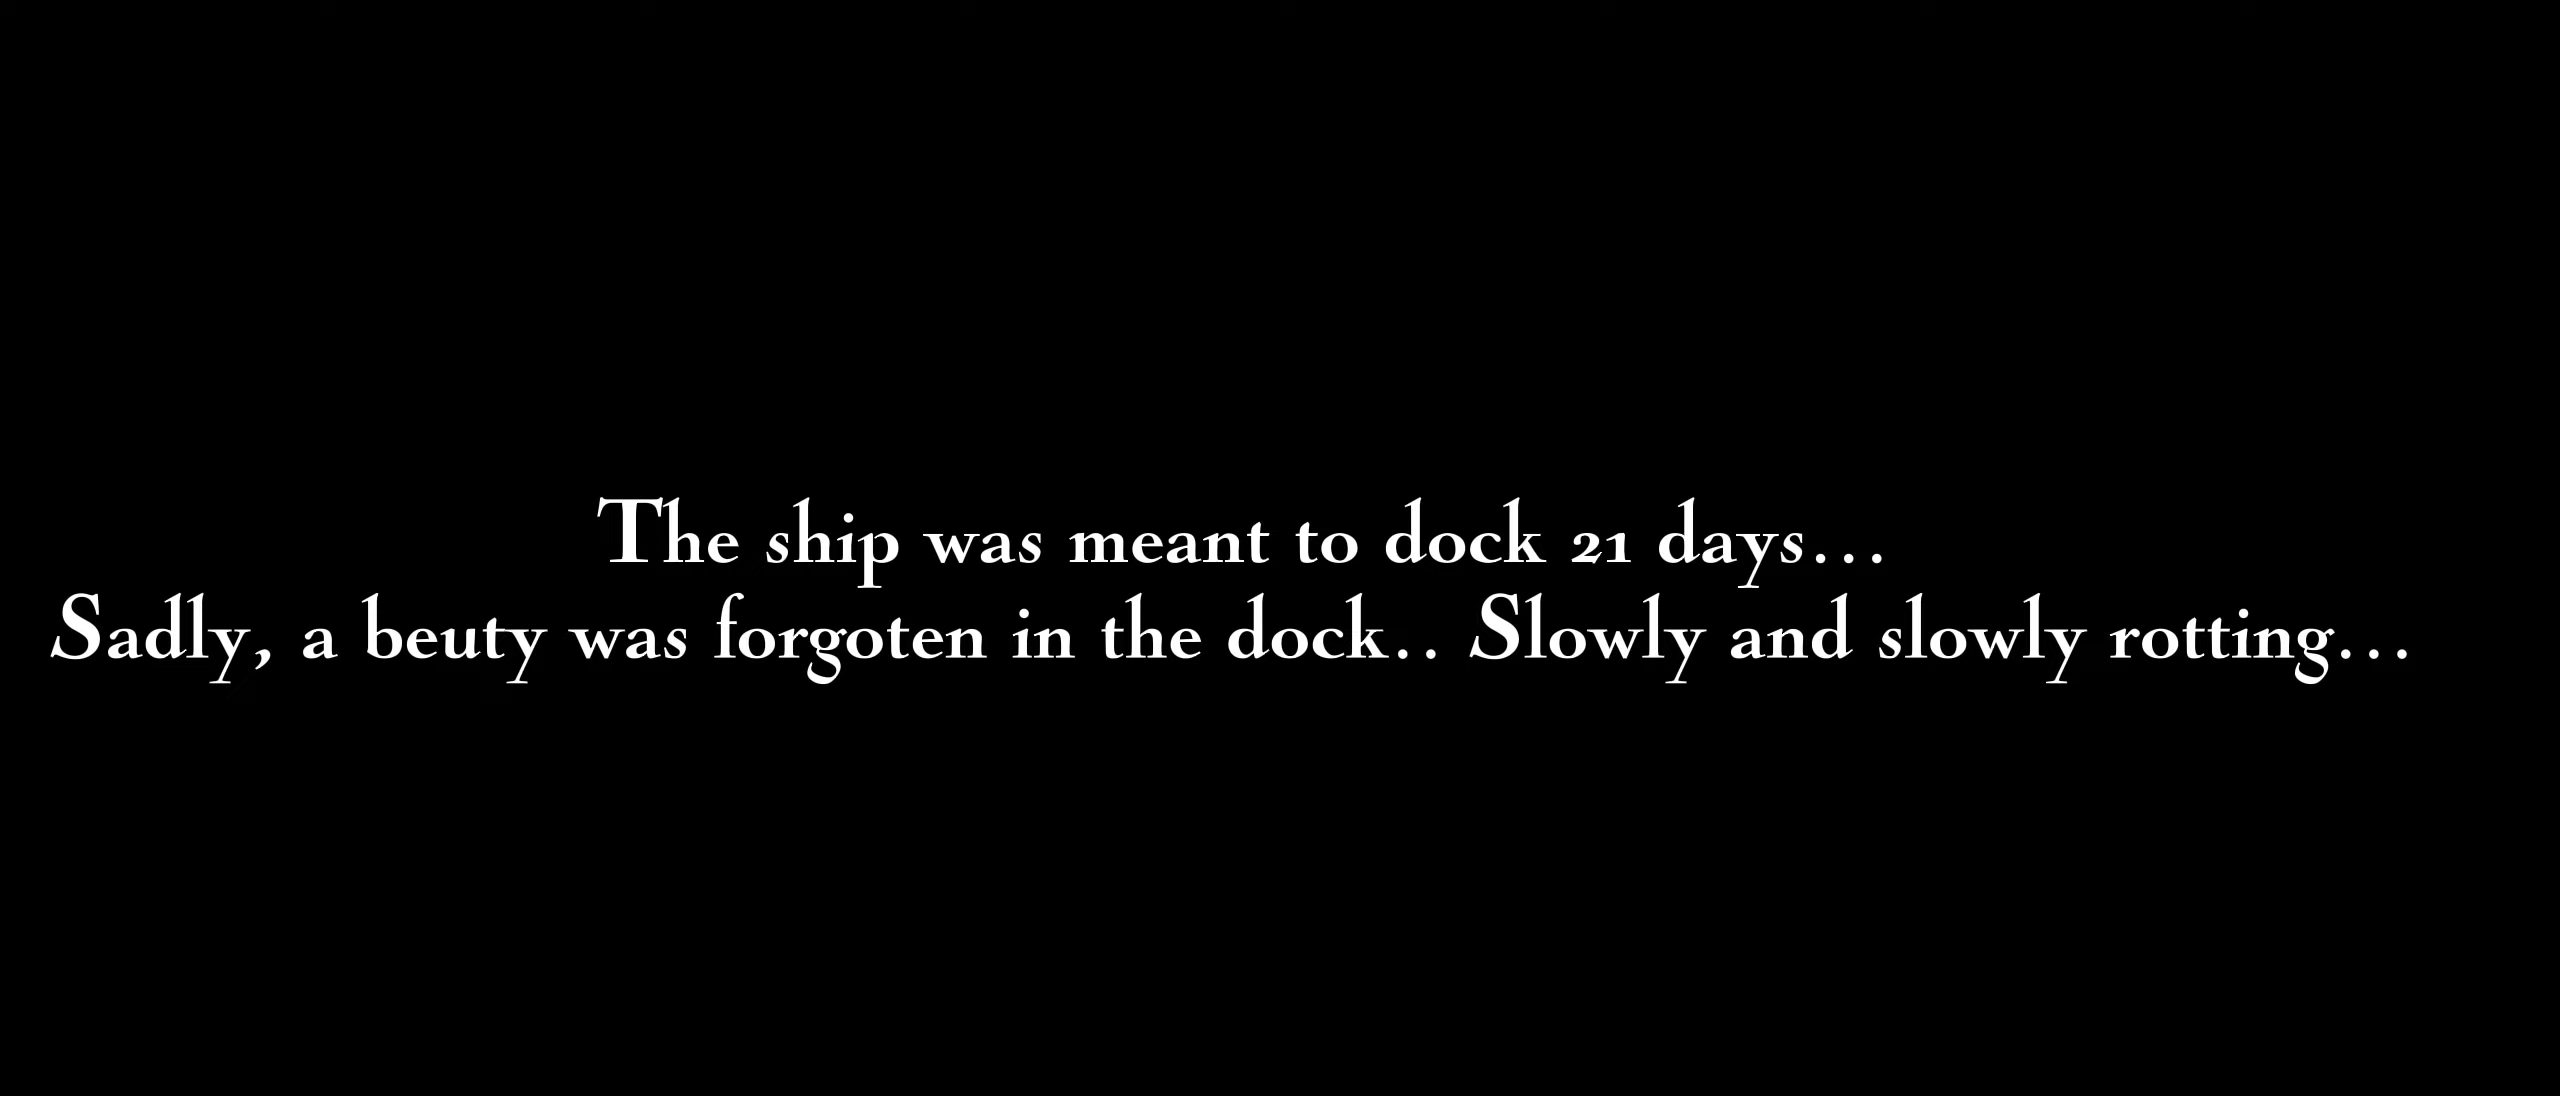 The ship was meant to dock 21 days...
Sadly, a beuty was forgoten in the dock.. Slowly and slowly rotting...